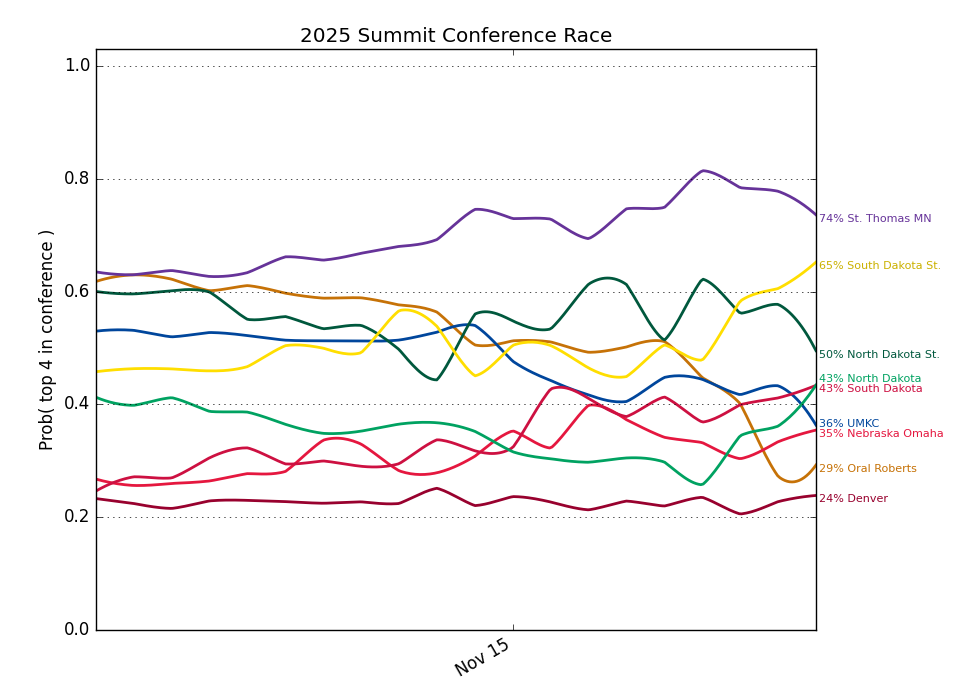 2025 Summit Conference Race
Prob( top 4 in conference )
1.0
0.8
0.6
0.4
0.2
0.0
Nov 15
74% St. Thomas MN
65% South Dakota St.
50% North Dakota St.
43% North Dakota
43% South Dakota
36% UMKC
35% Nebraska Omaha
29% Oral Roberts
24% Denver